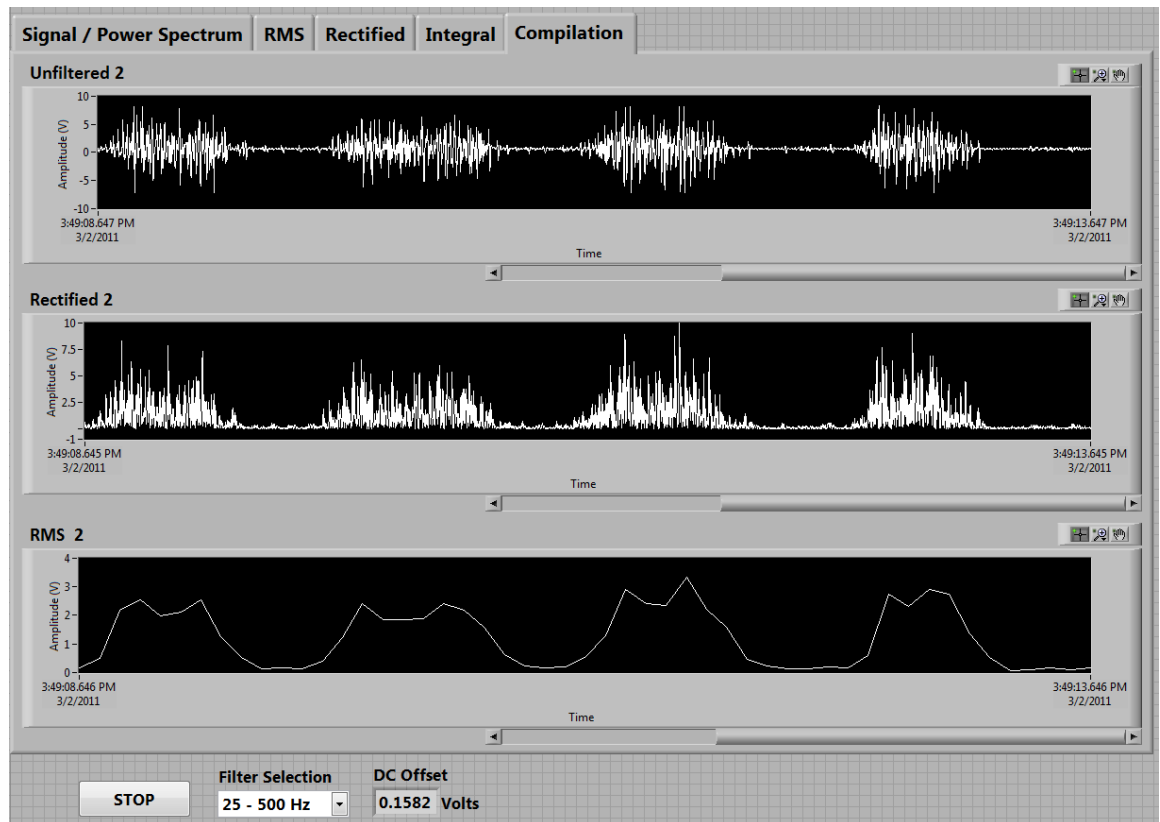 Signal / Power Spectrum RMS Rectified Integral Compilation
Unfiltered 2
10
5
0
-5
-10
Amplitude (V)
3:49:08.647 PM 3:49:13.647 PM
3/2/2011 3/2/2011
Time
Rectified 2
10
7.5
5
2.5
-1
Amplitude (V)
3:49:08.645 PM 3:49:13.645 PM
3/2/2011 3/2/2011
Time
RMS 2
4
3
2
1
0
Amplitude (V)
3:49:08.646 PM 3:49:13.646 PM
3/2/2011 3/2/2011
Time
Filter Selection DC Offset
STOP 25 - 500 Hz 0.1582 Volts